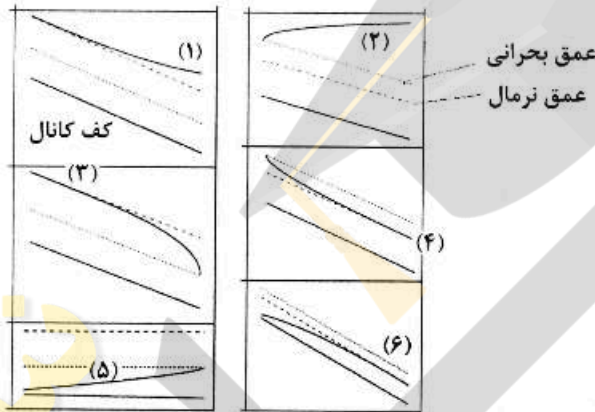 (۱)
(۲)
عمق بحرانی
عمق نرمال
کف کانال
(۳)
(۴)
(۵)
(۶)